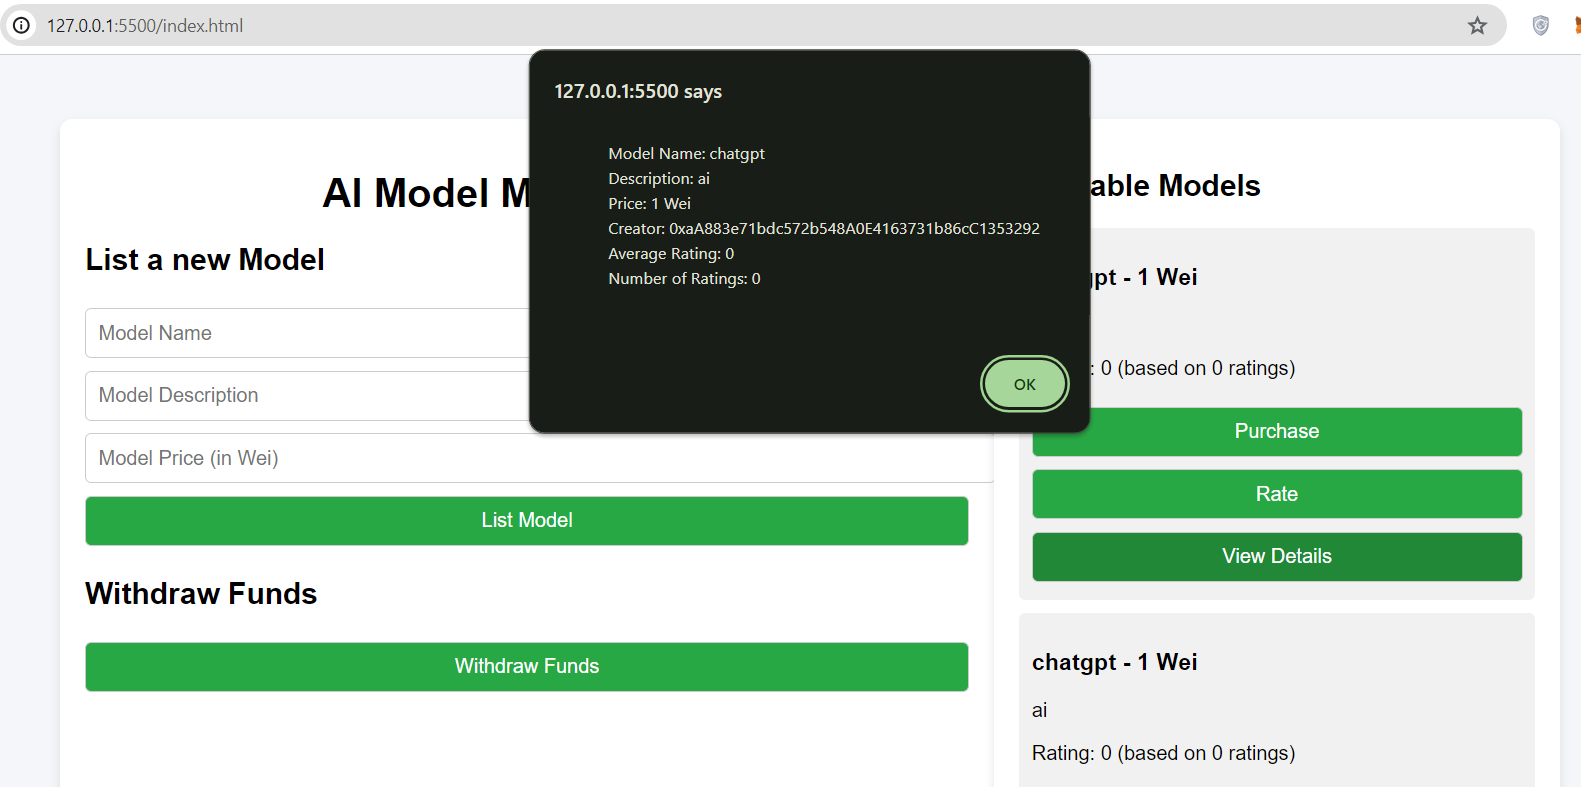 127.0.0.1:5500/index.html
127.0.0.1:5500 says
Model Name: chatgpt
Description: ai
Price: 1 Wei
Creator: 0xaA883e71bdc572b548A0E4163731b86cC1353292
Average Rating: 0
Number of Ratings: 0
OK
AI Model M
List a new Model
Model Name
Model Description
Model Price (in Wei)
List Model
Withdraw Funds
Withdraw Funds
able Models
gpt - 1 Wei
: 0 (based on 0 ratings)
Purchase
Rate
View Details
chatgpt - 1 Wei
ai
Rating: 0 (based on 0 ratings)